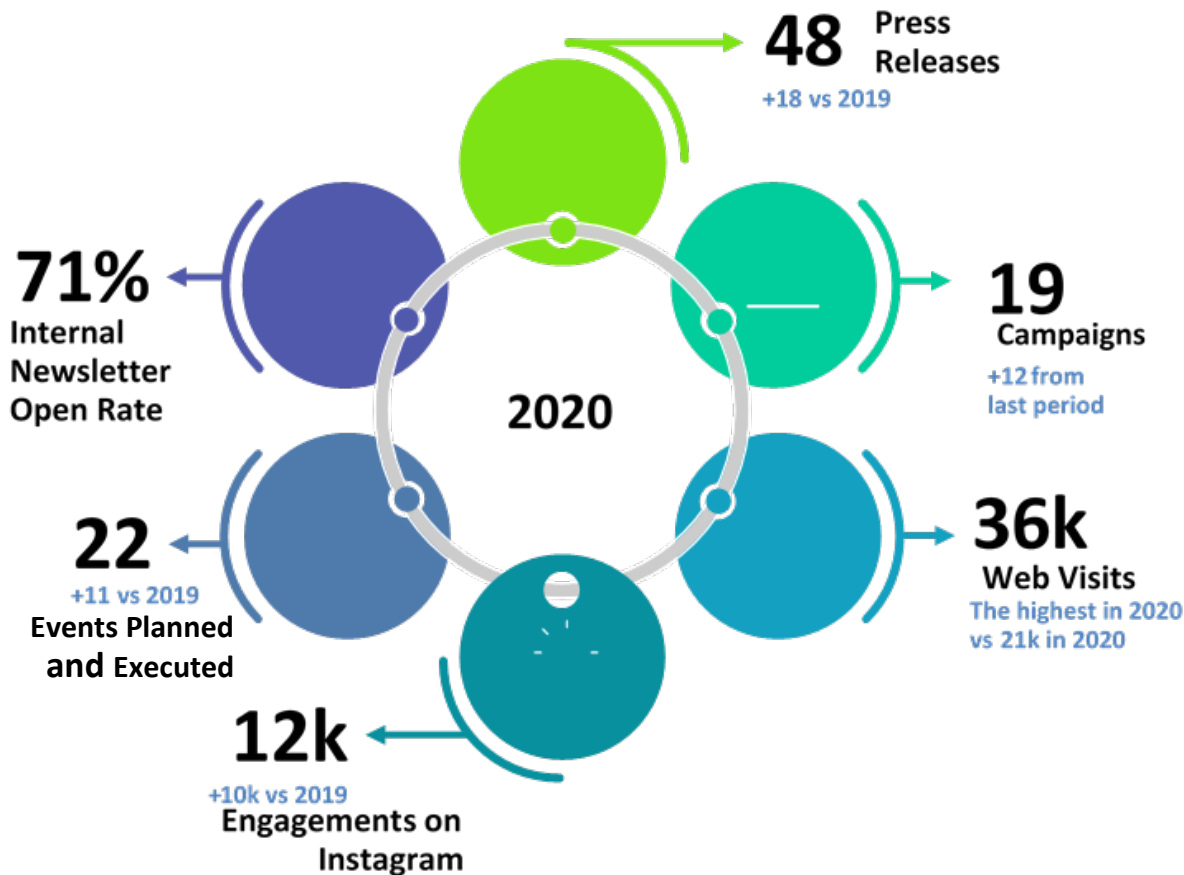 48
Press
Releases
+18 vs 2019
71%
Internal
Newsletter
Open Rate
19
Campaigns
+12 from
last period
2020
22
+11 vs 2019
Events Planned
and Executed
36k
Web Visits
The highest in 2020
vs 21k in 2020
12k
+10k vs 2019
Engagements on
Instagram